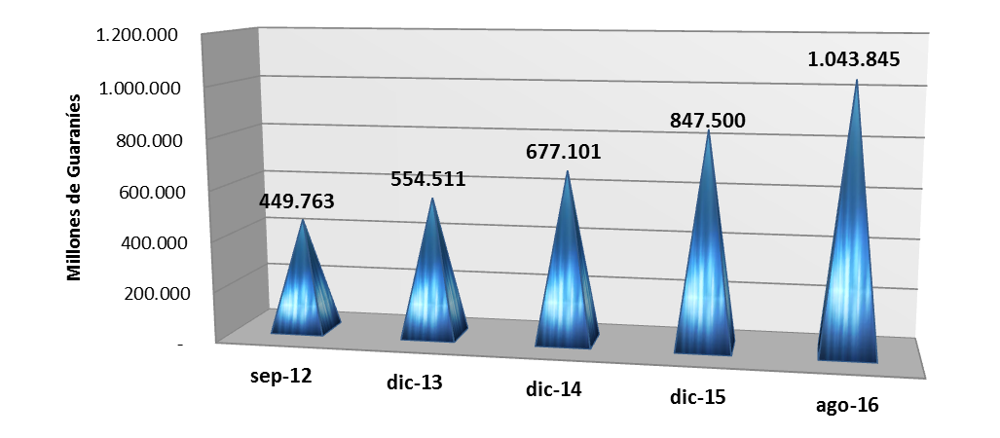 1.200.000
1.000.000
800.000
600.000
400.000
200.000
-
Millones de Guaraníes
449.763
554.511
677.101
847.500
1.043.845
sep-12
dic-13
dic-14
dic-15
ago-16